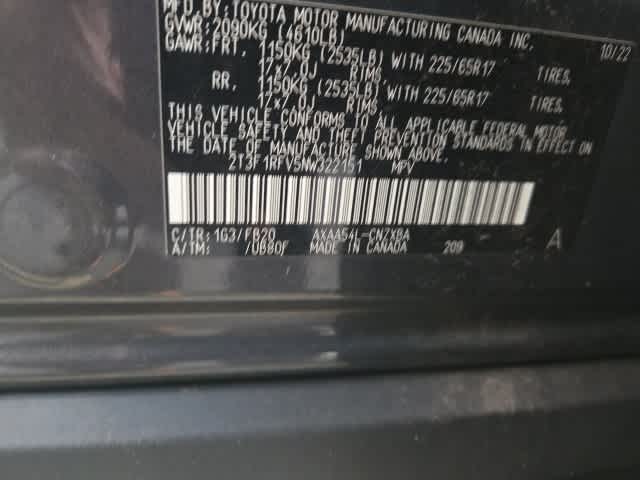 MFD.BY:TOYOTA MOTOR MANUFACTURING CANADA INC.
GVWR:2090KG (4610LB) 10/22
GAWR:FRT. 1150KG (2535LB) WITH 225/65R17 TIRES,
17x7.0J RIMS
RR. 1150KG (2535LB) WITH 225/65R17 TIRES,
17x7.0J RIMS
THIS VEHICLE CONFORMS TO ALL APPLICABLE FEDERAL MOTOR
VEHICLE SAFETY AND THEFT PREVENTION STANDARDS IN EFFECT ON
THE DATE OF MANUFACTURE SHOWN ABOVE.
2T3F1RFV5NW322151 MPV
C/TR:1G3/FB20 AXAA54L-CNZXBA A
A/TM: /UB80F MADE IN CANADA 209